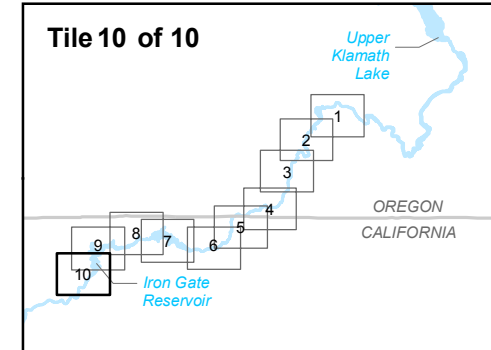 Tile 10 of 10
Upper
Klamath
Lake
1
2
3
4
OREGON
5
CALIFORNIA
6
7
8
9
10
Iron Gate
Reservoir